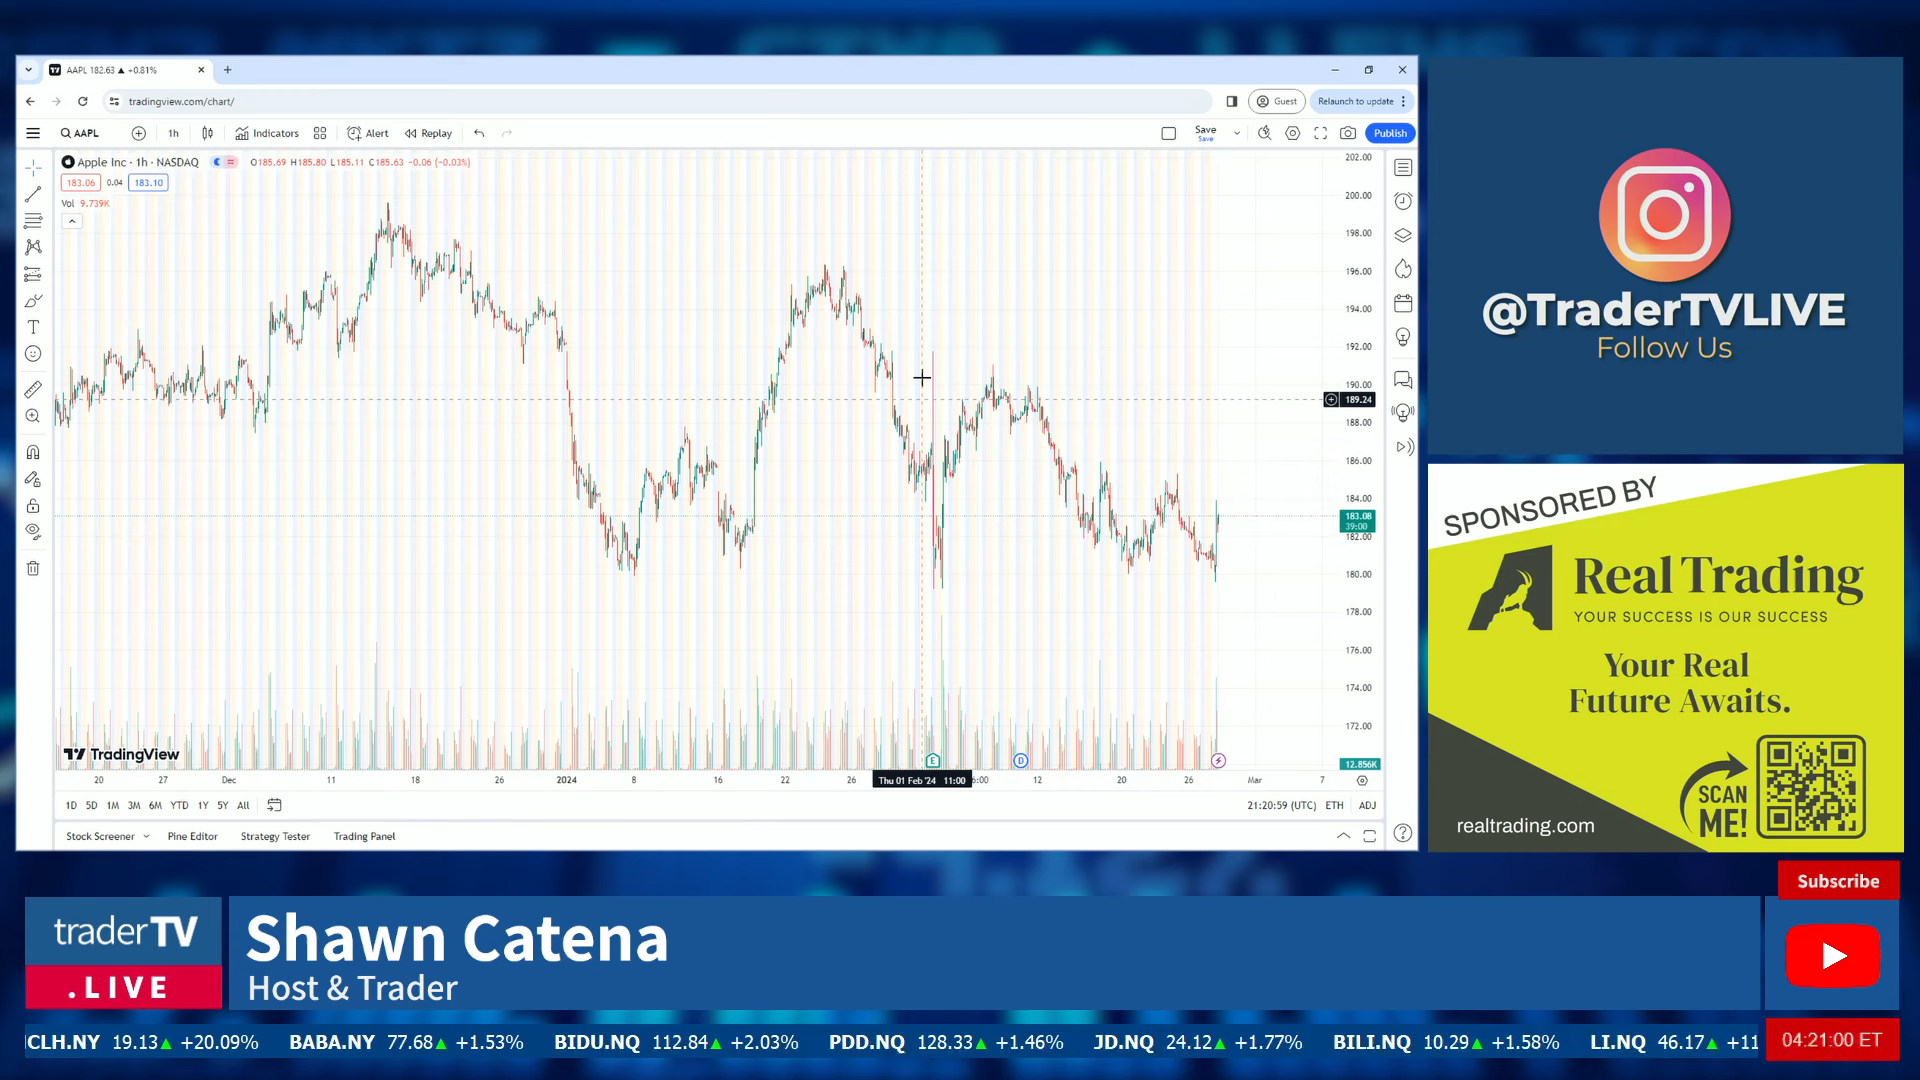 AAPL 182.63 ▲ +0.81%
tradingview.com/chart/
Guest
Relaunch to update
AAPL
1h
Indicators
Alert
Replay
Save
Save
Publish
Apple Inc · 1h · NASDAQ
O185.69 H185.80 L185.11 C185.63 -0.06 (-0.03%)
183.06 0.04 183.10
Vol 9.739K
202.00
200.00
198.00
196.00
194.00
192.00
190.00
189.24
188.00
186.00
184.00
183.08
39:00
182.00
180.00
178.00
176.00
174.00
172.00
12.856K
TradingView
E
D
20 27 Dec 11 18 26 2024 8 16 22 26 Thu 01 Feb '24 11:00 6:00 12 20 26 Mar 7
1D 5D 1M 3M 6M YTD 1Y 5Y All
21:20:59 (UTC) ETH ADJ
Stock Screener Pine Editor Strategy Tester Trading Panel
@TraderTVLIVE
Follow Us
SPONSORED BY
Real Trading
YOUR SUCCESS IS OUR SUCCESS
Your Real
Future Awaits.
SCAN
ME!
realtrading.com
Subscribe
traderTV
.LIVE
Shawn Catena
Host & Trader
CLH.NY 19.13▲ +20.09% BABA.NY 77.68▲ +1.53% BIDU.NQ 112.84▲ +2.03% PDD.NQ 128.33▲ +1.46% JD.NQ 24.12▲ +1.77% BILI.NQ 10.29▲ +1.58% LI.NQ 46.17▲ +11
04:21:00 ET